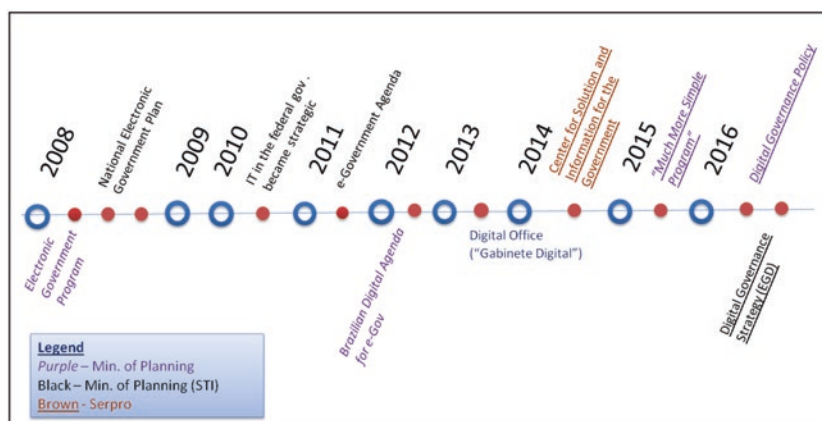 2008
Electronic
Government
Program
National Electronic
Government Plan
2009
2010
IT in the federal gov .
became strategic
2011
e-Government Agenda
2012
Brazilian Digital Agenda
for e-Gov
2013
Digital Office
("Gabinete Digital")
2014
Center for Solution and
Information for the
Government
2015
"Much More Simple
Program"
2016
Digital Governance Policy
Digital Governance
Strategy (EGD)
Legend
Purple – Min. of Planning
Black – Min. of Planning (STI)
Brown - Serpro